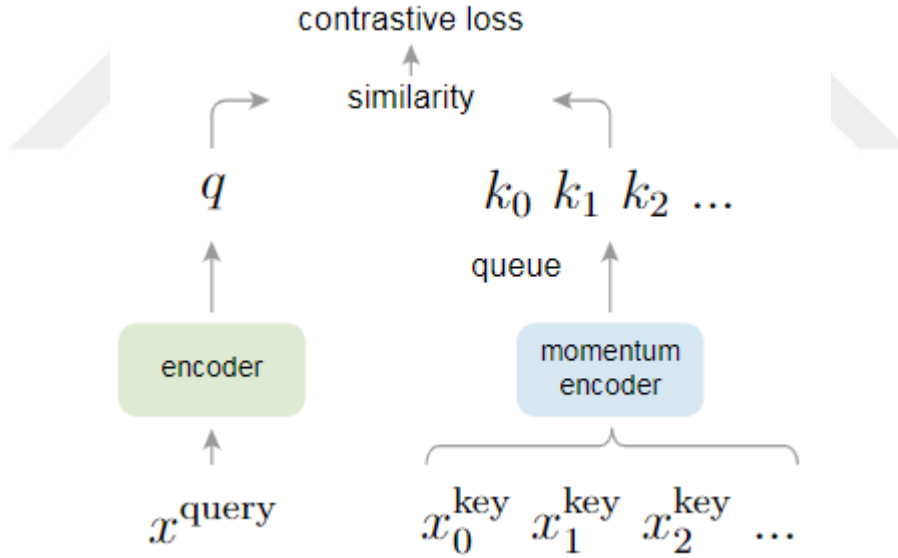 contrastive loss
similarity
q k₀ k₁ k₂ ...
queue
encoder
momentum
encoder
x^query x₀^key x₁^key x₂^key ...